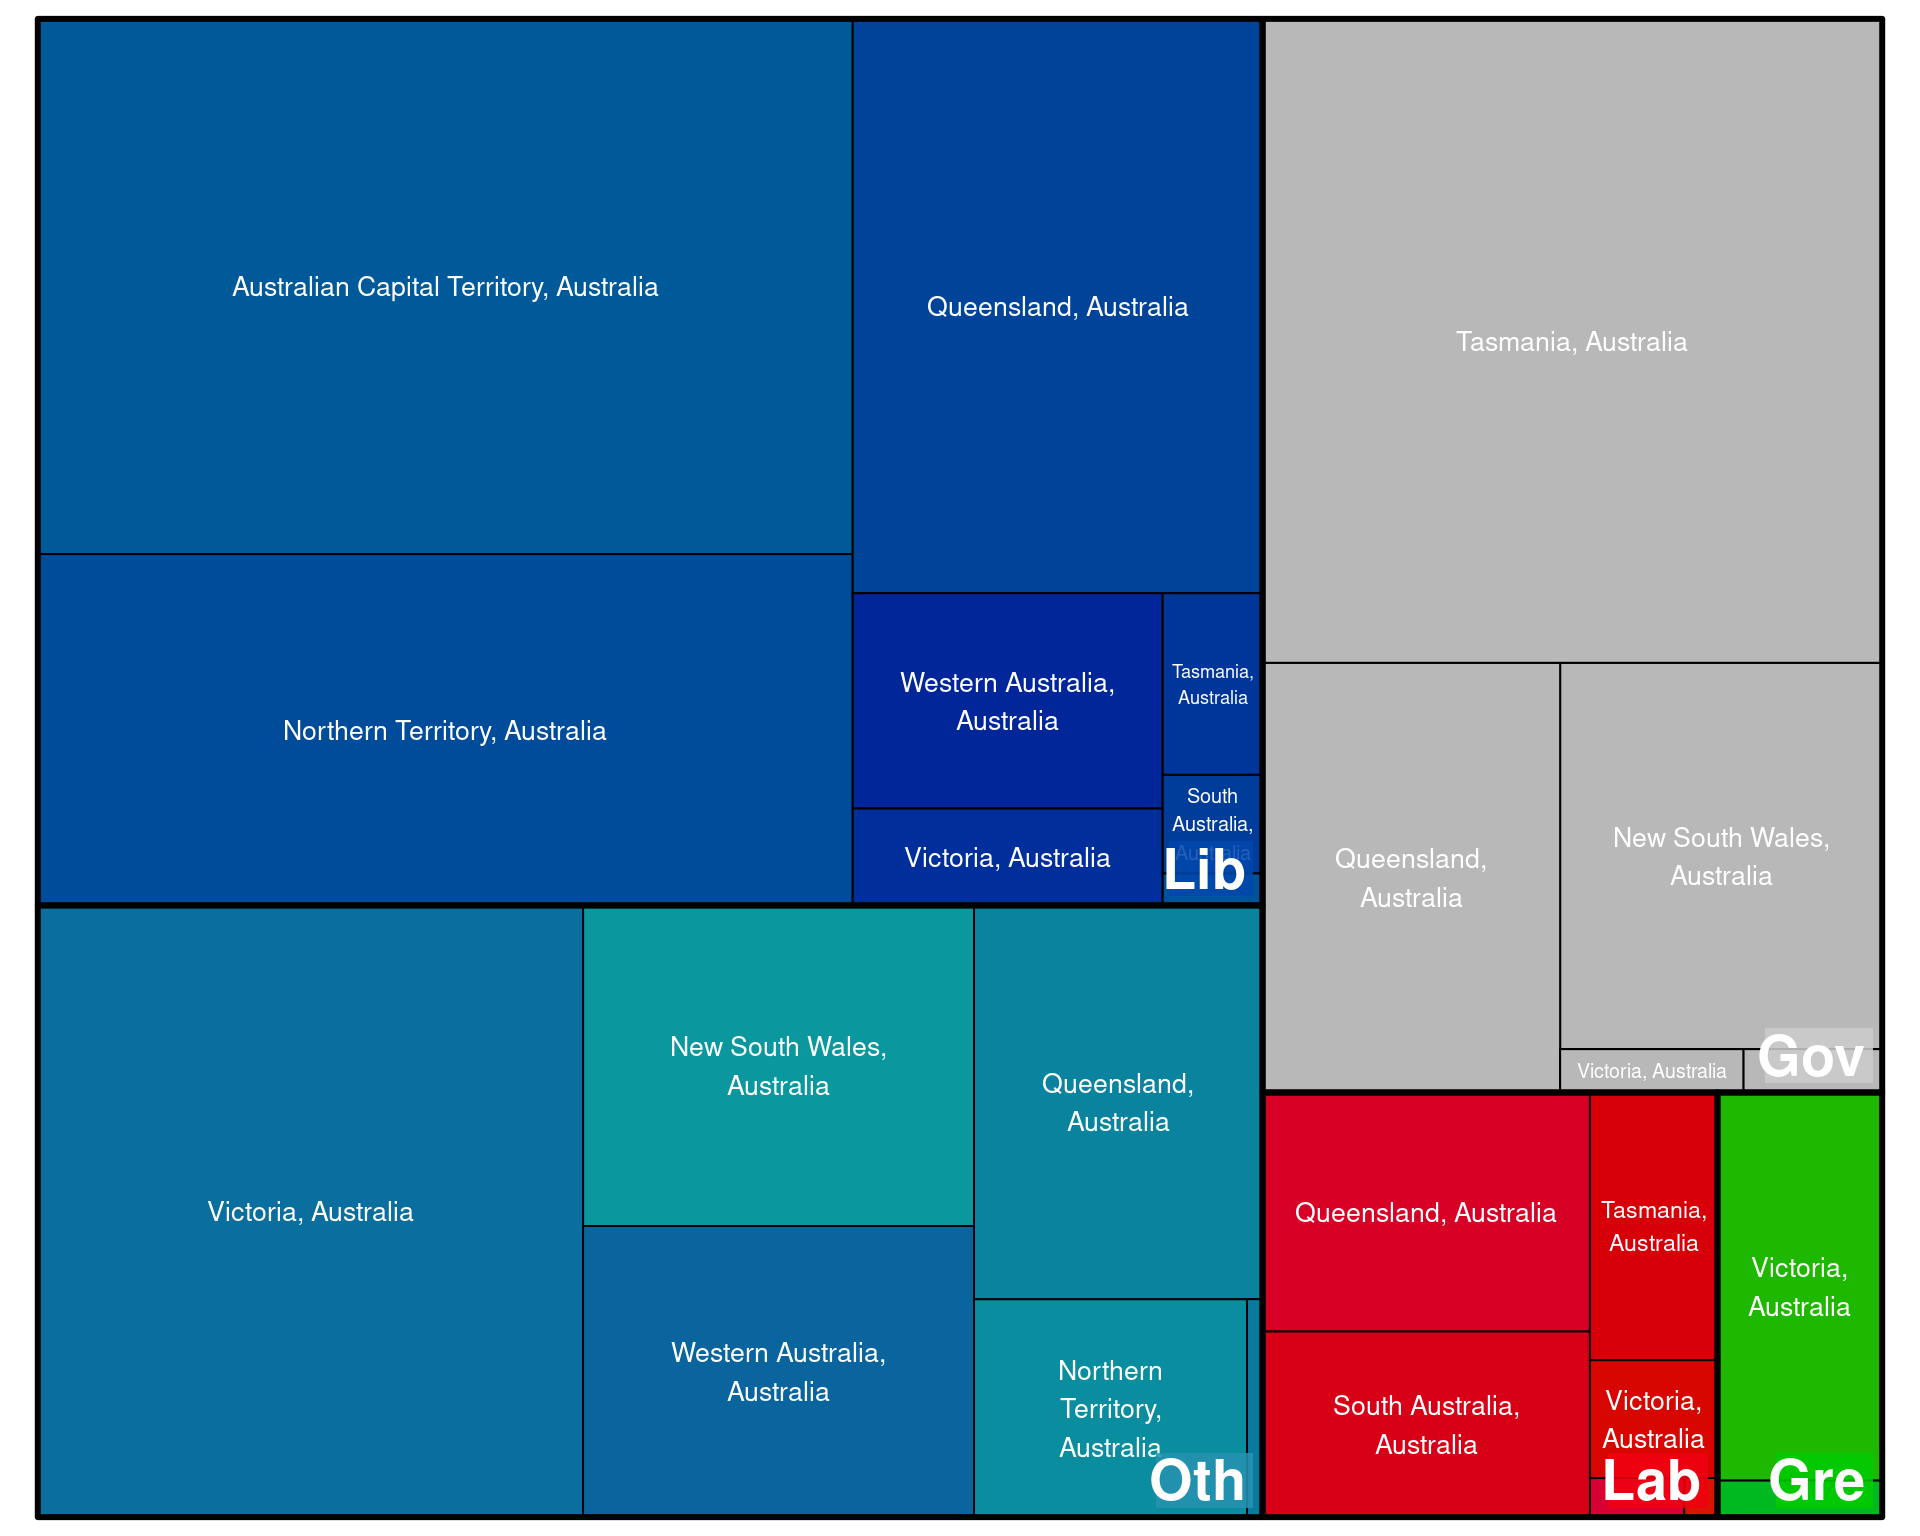 Australian Capital Territory, Australia
Northern Territory, Australia
Queensland, Australia
Western Australia,
Australia
Victoria, Australia
Tasmania,
Australia
South
Australia,
Australia
Lib
Victoria, Australia
New South Wales,
Australia
Western Australia,
Australia
Queensland,
Australia
Northern
Territory,
Australia
Oth
Tasmania, Australia
Queensland,
Australia
New South Wales,
Australia
Victoria, Australia
Gov
Queensland, Australia
South Australia,
Australia
Tasmania,
Australia
Victoria,
Australia
Lab
Victoria,
Australia
Gre